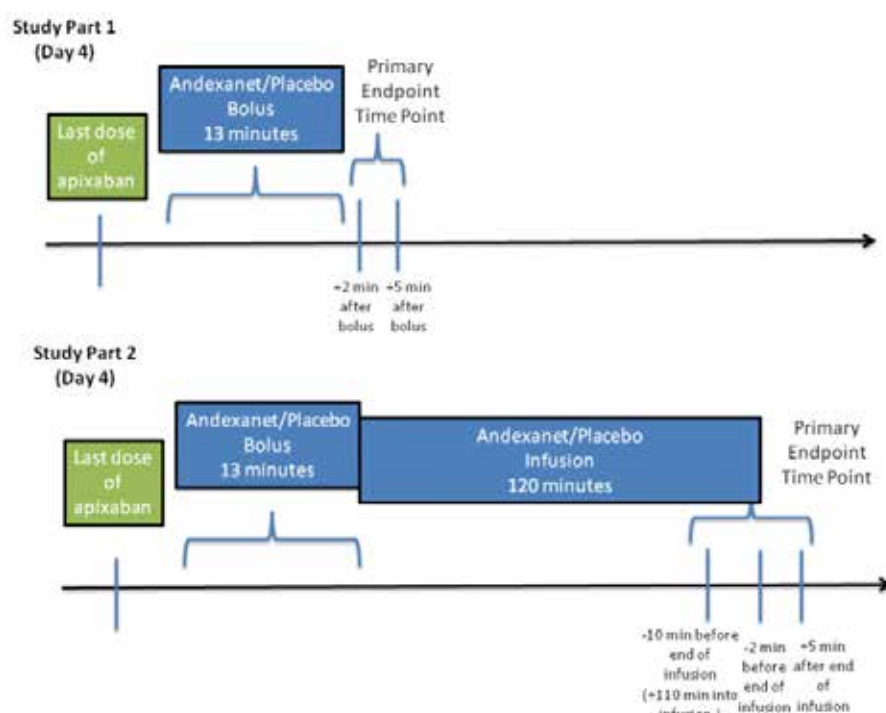 Study Part 1
(Day 4)
Last dose
of
apixaban
Andexanet/Placebo
Bolus
13 minutes
Primary
Endpoint
Time Point
+2 min
after
bolus
+5 min
after
bolus
Study Part 2
(Day 4)
Last dose
of
apixaban
Andexanet/Placebo
Bolus
13 minutes
Andexanet/Placebo
Infusion
120 minutes
Primary
Endpoint
Time Point
-10 min before
end of
infusion
(+110 min into
-2 min
before
end of
infusion
+5 min
after end
of
infusion